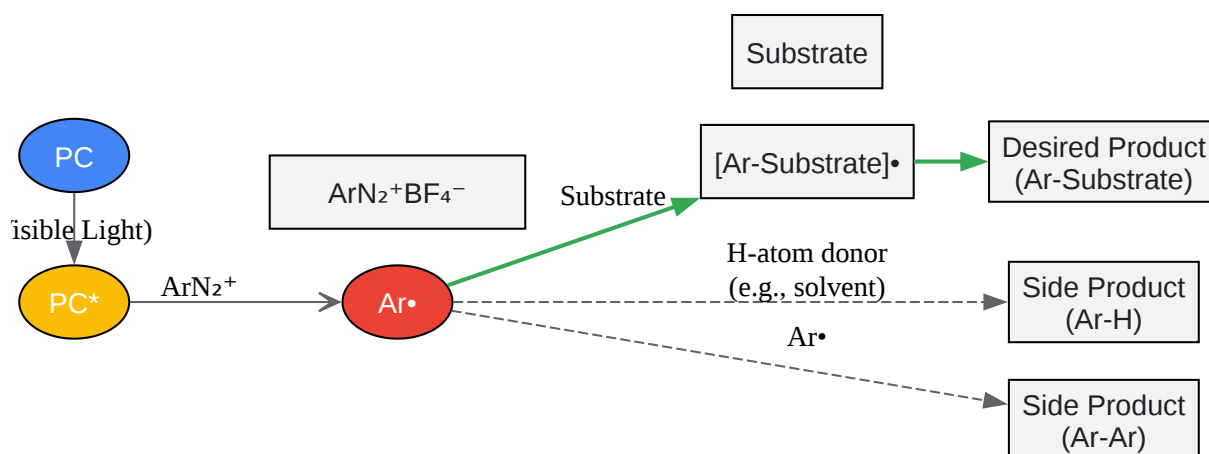 Substrate
PC
ArN₂⁺BF₄⁻
Substrate
[Ar-Substrate]•
Desired Product
(Ar-Substrate)
isible Light)
PC*
ArN₂⁺
Ar•
H-atom donor
(e.g., solvent)
Side Product
(Ar-H)
Ar•
Side Product
(Ar-Ar)